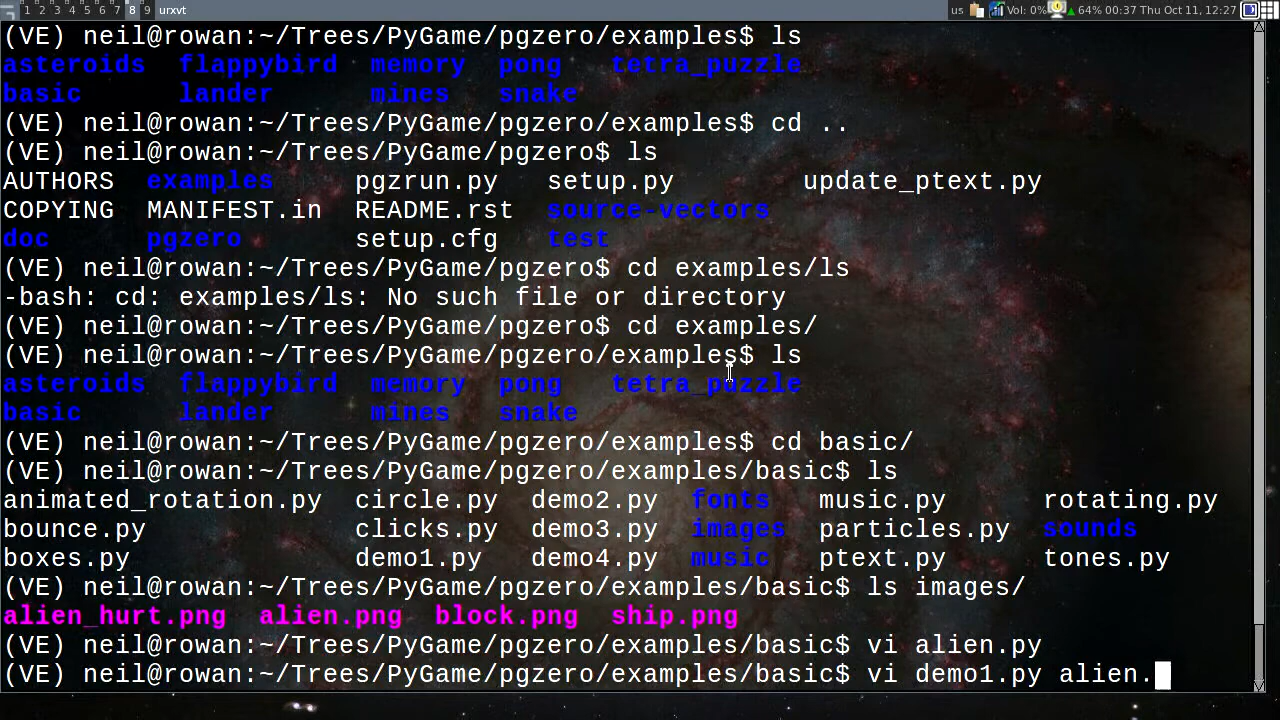 1 2 3 4 5 6 7 8 9 urxvt us Vol: 0% 64% 00:37 Thu Oct 11, 12:27
(VE) neil@rowan:~/Trees/PyGame/pgzero/examples$ ls
asteroids flappybird memory pong tetra_puzzle
basic lander mines snake
(VE) neil@rowan:~/Trees/PyGame/pgzero/examples$ cd ..
(VE) neil@rowan:~/Trees/PyGame/pgzero$ ls
AUTHORS examples pgzrun.py setup.py update_ptext.py
COPYING MANIFEST.in README.rst source-vectors
doc pgzero setup.cfg test
(VE) neil@rowan:~/Trees/PyGame/pgzero$ cd examples/ls
-bash: cd: examples/ls: No such file or directory
(VE) neil@rowan:~/Trees/PyGame/pgzero$ cd examples/
(VE) neil@rowan:~/Trees/PyGame/pgzero/examples$ ls
asteroids flappybird memory pong tetra_puzzle
basic lander mines snake
(VE) neil@rowan:~/Trees/PyGame/pgzero/examples$ cd basic/
(VE) neil@rowan:~/Trees/PyGame/pgzero/examples/basic$ ls
animated_rotation.py circle.py demo2.py fonts music.py rotating.py
bounce.py clicks.py demo3.py images particles.py sounds
boxes.py demo1.py demo4.py music ptext.py tones.py
(VE) neil@rowan:~/Trees/PyGame/pgzero/examples/basic$ ls images/
alien_hurt.png alien.png block.png ship.png
(VE) neil@rowan:~/Trees/PyGame/pgzero/examples/basic$ vi alien.py
(VE) neil@rowan:~/Trees/PyGame/pgzero/examples/basic$ vi demo1.py alien.